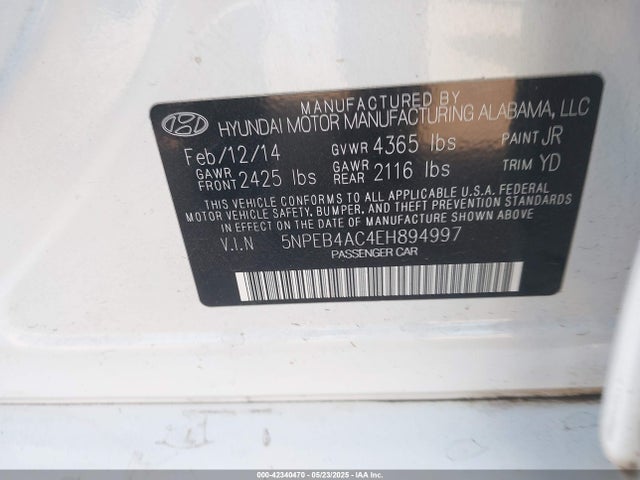 MANUFACTURED BY
HYUNDAI MOTOR MANUFACTURING ALABAMA, LLC
Feb/12/14 GVWR 4365 lbs PAINT JR
GAWR FRONT 2425 lbs GAWR REAR 2116 lbs TRIM YD
THIS VEHICLE CONFORMS TO ALL APPLICABLE U.S.A. FEDERAL
MOTOR VEHICLE SAFETY, BUMPER, AND THEFT PREVENTION STANDARDS
IN EFFECT ON THE DATE OF MANUFACTURE SHOWN ABOVE.
V.I.N 5NPEB4AC4EH894997
PASSENGER CAR
000-42340470 - 05/23/2025 - IAA Inc.